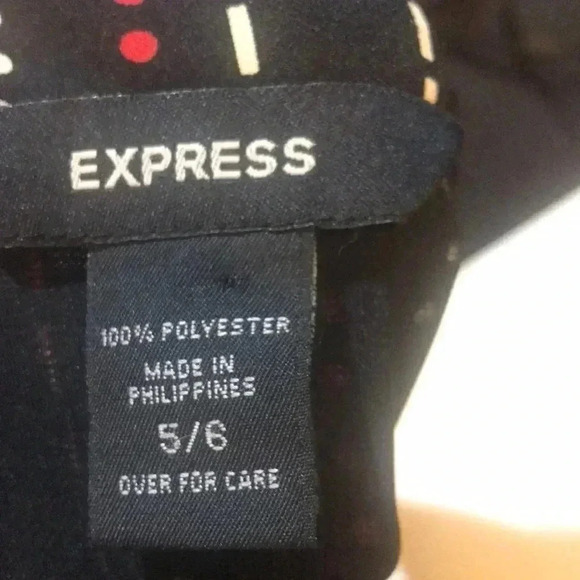 EXPRESS
100% POLYESTER
MADE IN
PHILIPPINES
5/6
OVER FOR CARE